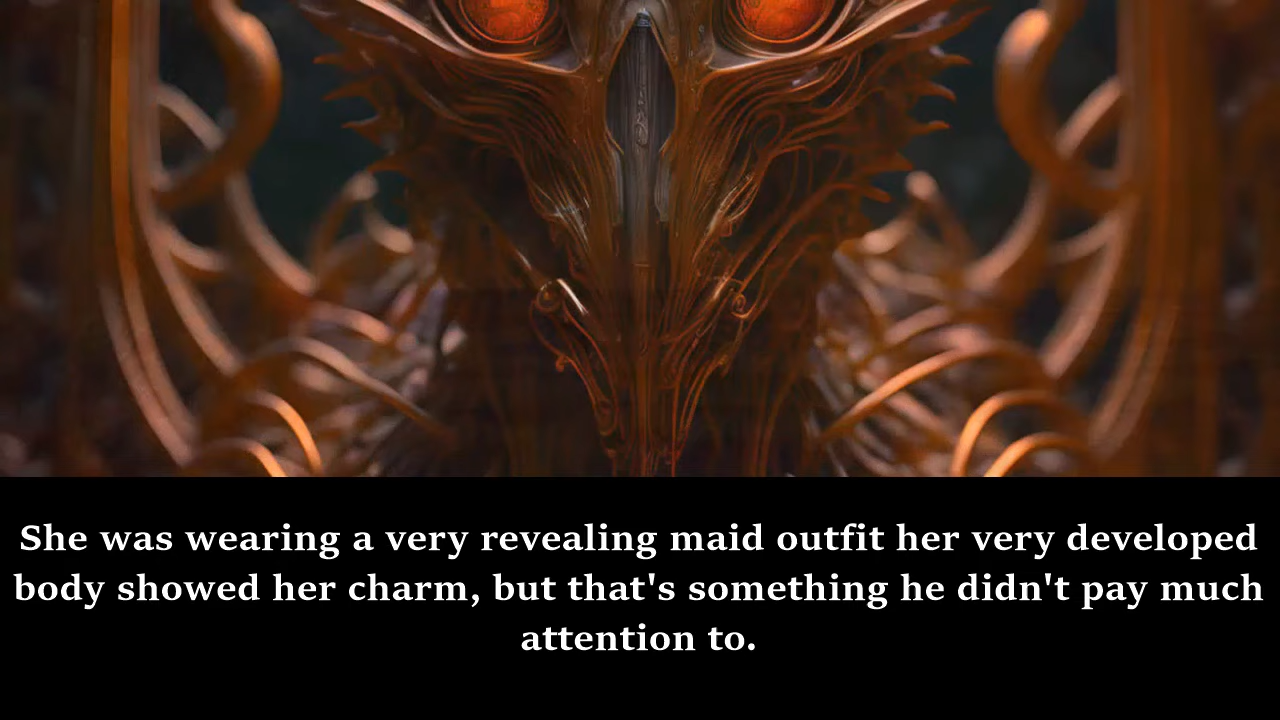 She was wearing a very revealing maid outfit her very developed
body showed her charm, but that's something he didn't pay much
attention to.